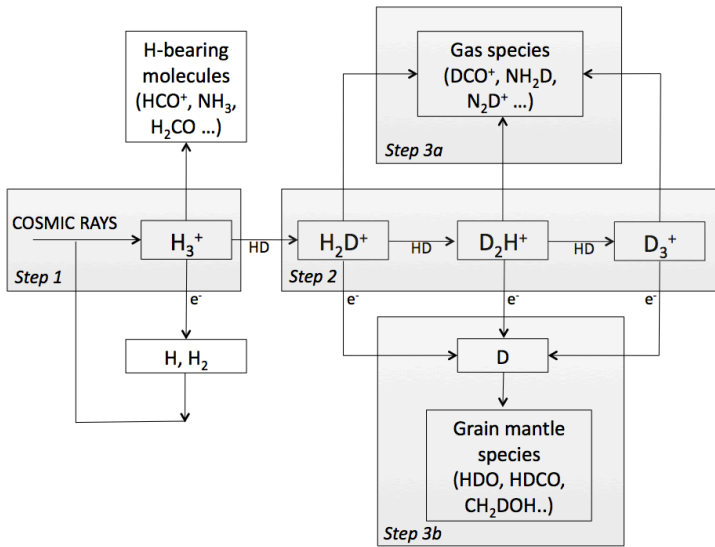 H-bearing
molecules
(HCO⁺, NH₃,
H₂CO ...)
Gas species
(DCO⁺, NH₂D,
N₂D⁺ ...)
Step 3a
COSMIC RAYS
H₃⁺
HD
H₂D⁺
HD
D₂H⁺
HD
D₃⁺
Step 1
Step 2
e⁻
e⁻
e⁻
e⁻
H, H₂
D
Grain mantle
species
(HDO, HDCO,
CH₂DOH..)
Step 3b